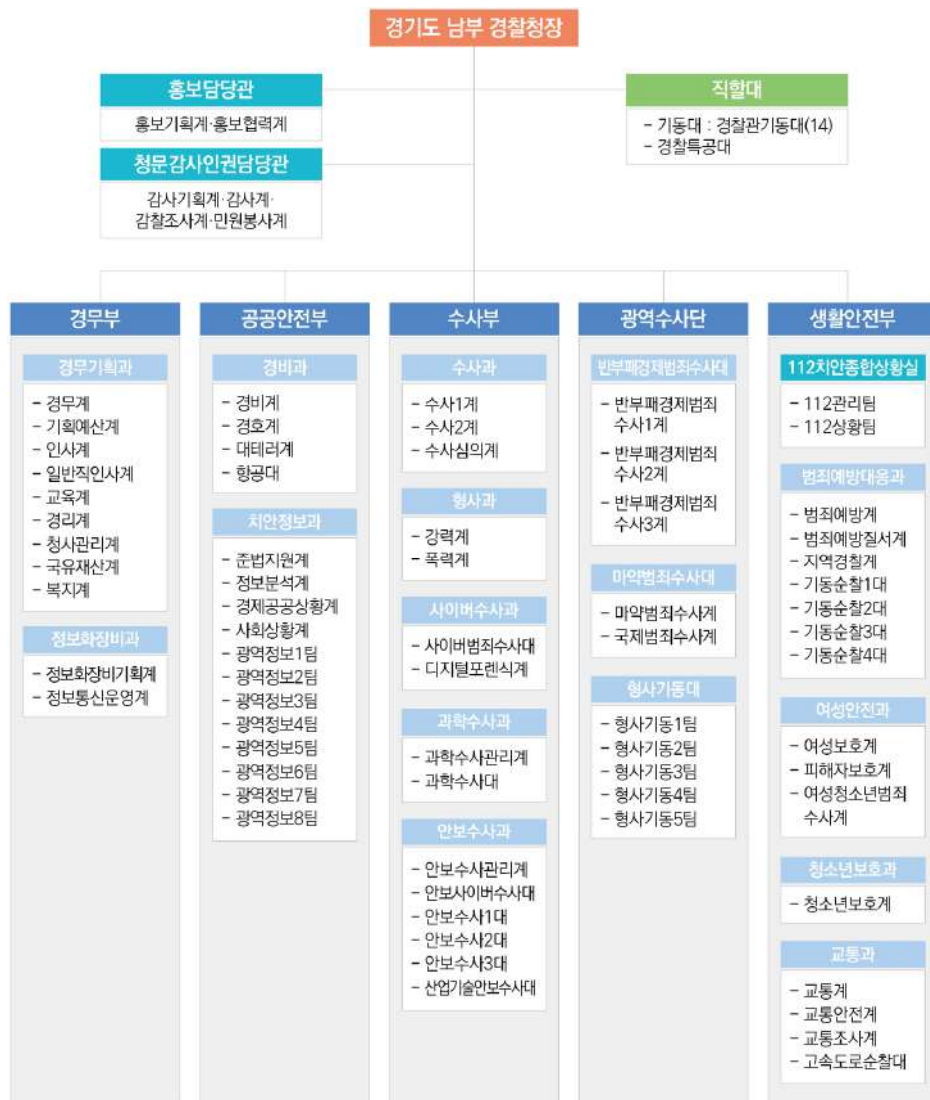 경기도 남부 경찰청장
홍보담당관
홍보기획계·홍보협력계
청문감사인권담당관
감사기획계·감사계·
감찰조사계·민원봉사계
직할대
- 기동대 : 경찰관기동대(14)
- 경찰특공대
경무부
경무기획과
- 경무계
- 기획예산계
- 인사계
- 일반직인사계
- 교육계
- 경리계
- 청사관리계
- 국유재산계
- 복지계
정보화장비과
- 정보화장비기획계
- 정보통신운영계
공공안전부
경비과
- 경비계
- 경호계
- 대테러계
- 항공대
치안정보과
- 준법지원계
- 정보분석계
- 경제공공상황계
- 사회상황계
- 광역정보1팀
- 광역정보2팀
- 광역정보3팀
- 광역정보4팀
- 광역정보5팀
- 광역정보6팀
- 광역정보7팀
- 광역정보8팀
수사부
수사과
- 수사1계
- 수사2계
- 수사심의계
형사과
- 강력계
- 폭력계
사이버수사과
- 사이버범죄수사대
- 디지털포렌식계
과학수사과
- 과학수사관리계
- 과학수사대
안보수사과
- 안보수사관리계
- 안보사이버수사대
- 안보수사1대
- 안보수사2대
- 안보수사3대
- 산업기술안보수사대
광역수사단
반부패경제범죄수사대
- 반부패경제범죄
수사1계
- 반부패경제범죄
수사2계
- 반부패경제범죄
수사3계
마약범죄수사대
- 마약범죄수사계
- 국제범죄수사계
형사기동대
- 형사기동1팀
- 형사기동2팀
- 형사기동3팀
- 형사기동4팀
- 형사기동5팀
생활안전부
112치안종합상황실
- 112관리팀
- 112상황팀
범죄예방대응과
- 범죄예방계
- 범죄예방질서계
- 지역경찰계
- 기동순찰1대
- 기동순찰2대
- 기동순찰3대
- 기동순찰4대
여성안전과
- 여성보호계
- 피해자보호계
- 여성청소년범죄
수사계
청소년보호과
- 청소년보호계
교통과
- 교통계
- 교통안전계
- 교통조사계
- 고속도로순찰대